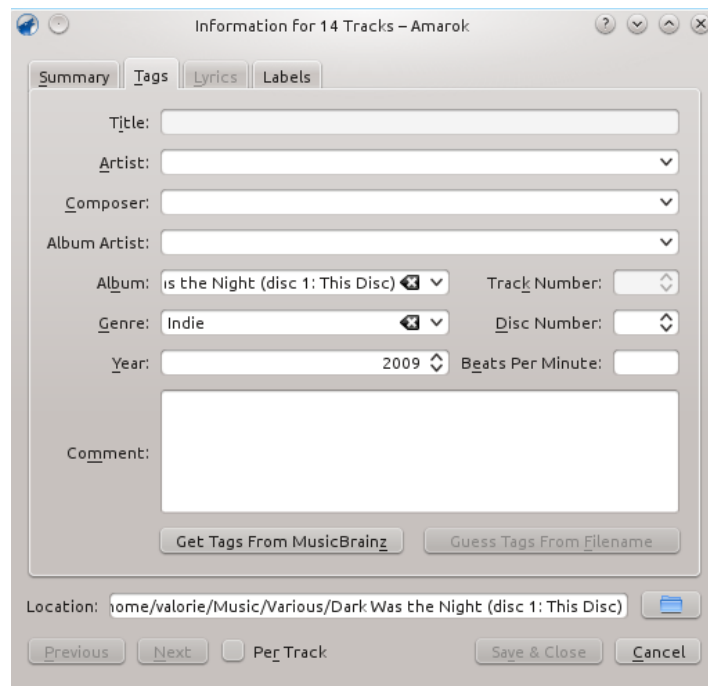 Information for 14 Tracks – Amarok
Summary Tags Lyrics Labels
Title:
Artist:
Composer:
Album Artist:
Album: is the Night (disc 1: This Disc) Track Number:
Genre: Indie Disc Number:
Year: 2009 Beats Per Minute:
Comment:
Get Tags From MusicBrainz Guess Tags From Filename
Location: home/valorie/Music/Various/Dark Was the Night (disc 1: This Disc)
Previous Next Per Track Save & Close Cancel